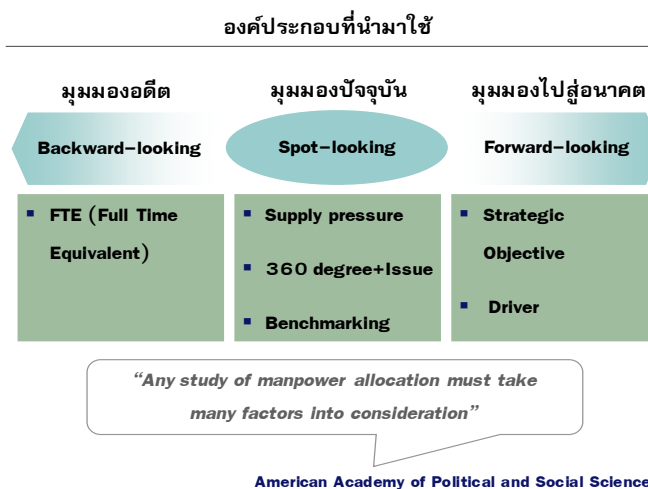 องค์ประกอบที่นำมาใช้
มุมมองอดีต
มุมมองปัจจุบัน
มุมมองไปสู่อนาคต
Backward-looking
Spot-looking
Forward-looking
▪ FTE (Full Time
Equivalent)
▪ Supply pressure
▪ 360 degree+Issue
▪ Benchmarking
▪ Strategic
Objective
▪ Driver
“Any study of manpower allocation must take
many factors into consideration”
American Academy of Political and Social Science